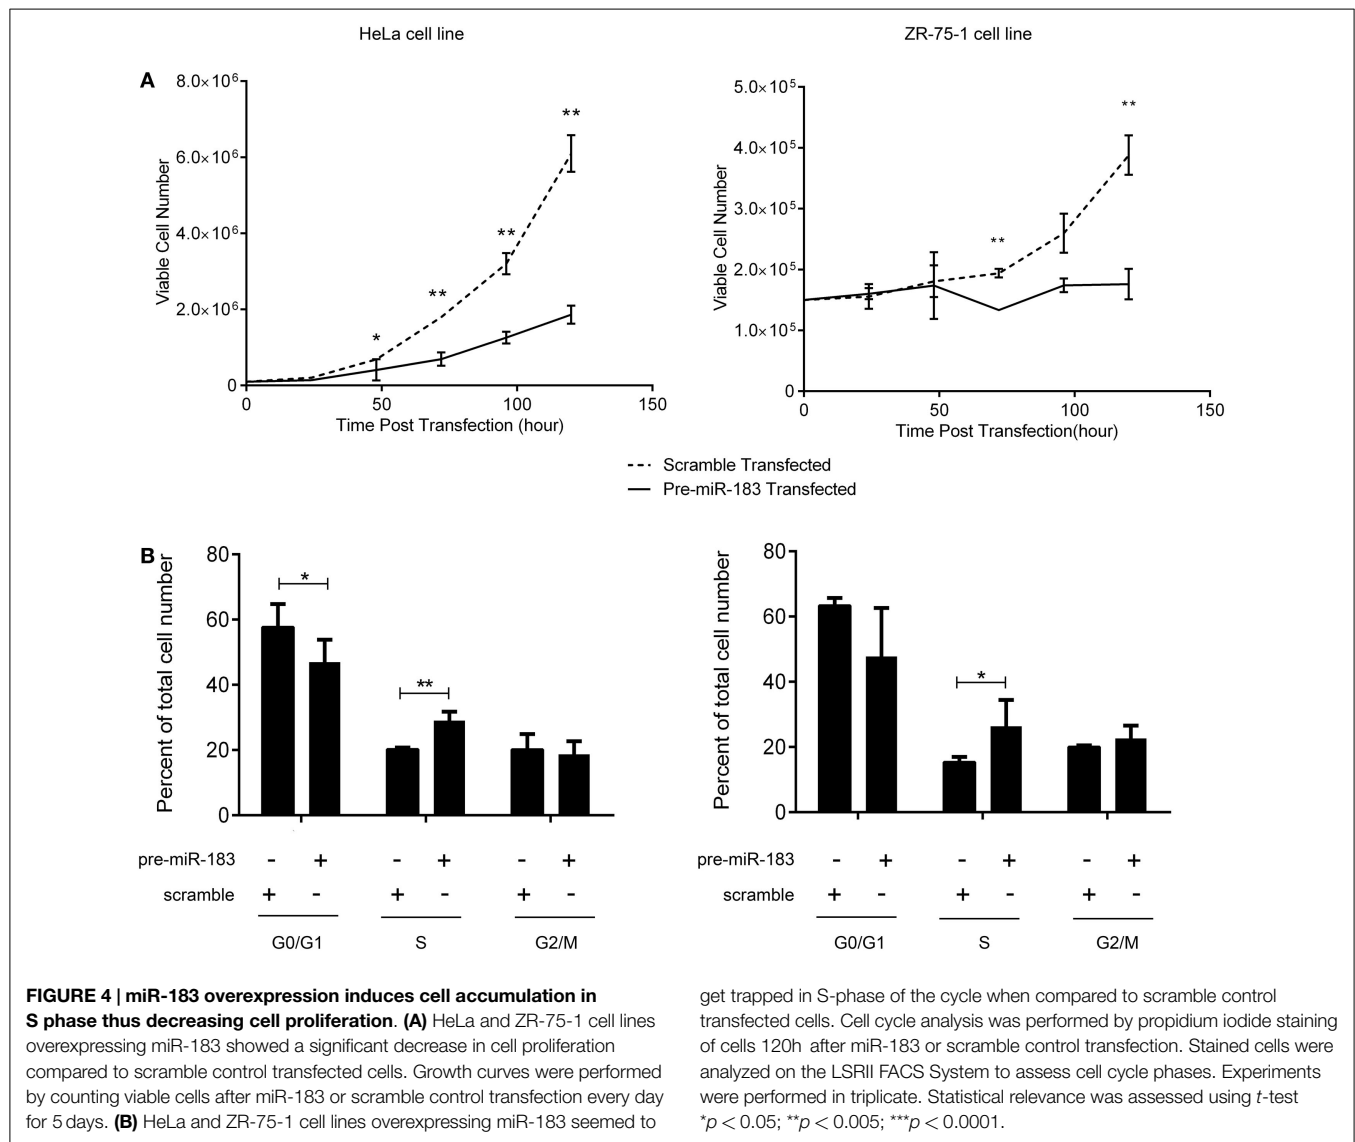 HeLa cell line
ZR-75-1 cell line
A
8.0×10⁶
6.0×10⁶
4.0×10⁶
2.0×10⁶
0
Viable Cell Number
*
**
**
**
0 50 100 150
Time Post Transfection (hour)
5.0×10⁵
4.0×10⁵
3.0×10⁵
2.0×10⁵
1.0×10⁵
0
Viable Cell Number
**
**
0 50 100 150
Time Post Transfection(hour)
Scramble Transfected
Pre-miR-183 Transfected
B
80
60
40
20
0
Percent of total cell number
*
**
pre-miR-183 - + - + - +
scramble + - + - + -
G0/G1 S G2/M
80
60
40
20
0
Percent of total cell number
*
pre-miR-183 - + - + - +
scramble + - + - + -
G0/G1 S G2/M
FIGURE 4 | miR-183 overexpression induces cell accumulation in
S phase thus decreasing cell proliferation. (A) HeLa and ZR-75-1 cell lines
overexpressing miR-183 showed a significant decrease in cell proliferation
compared to scramble control transfected cells. Growth curves were performed
by counting viable cells after miR-183 or scramble control transfection every day
for 5 days. (B) HeLa and ZR-75-1 cell lines overexpressing miR-183 seemed to
get trapped in S-phase of the cycle when compared to scramble control
transfected cells. Cell cycle analysis was performed by propidium iodide staining
of cells 120h after miR-183 or scramble control transfection. Stained cells were
analyzed on the LSRII FACS System to assess cell cycle phases. Experiments
were performed in triplicate. Statistical relevance was assessed using t-test
*p < 0.05; **p < 0.005; ***p < 0.0001.